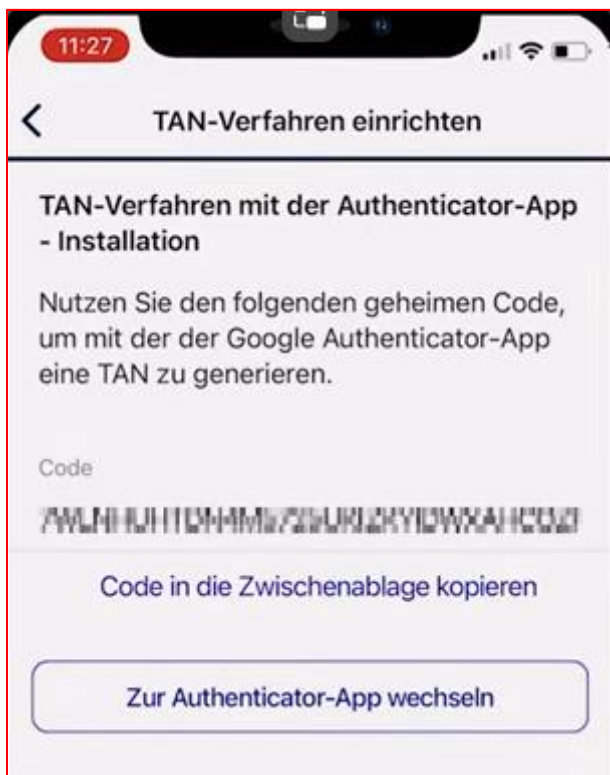 11:27
TAN-Verfahren einrichten
TAN-Verfahren mit der Authenticator-App
- Installation
Nutzen Sie den folgenden geheimen Code,
um mit der der Google Authenticator-App
eine TAN zu generieren.
Code
Code in die Zwischenablage kopieren
Zur Authenticator-App wechseln